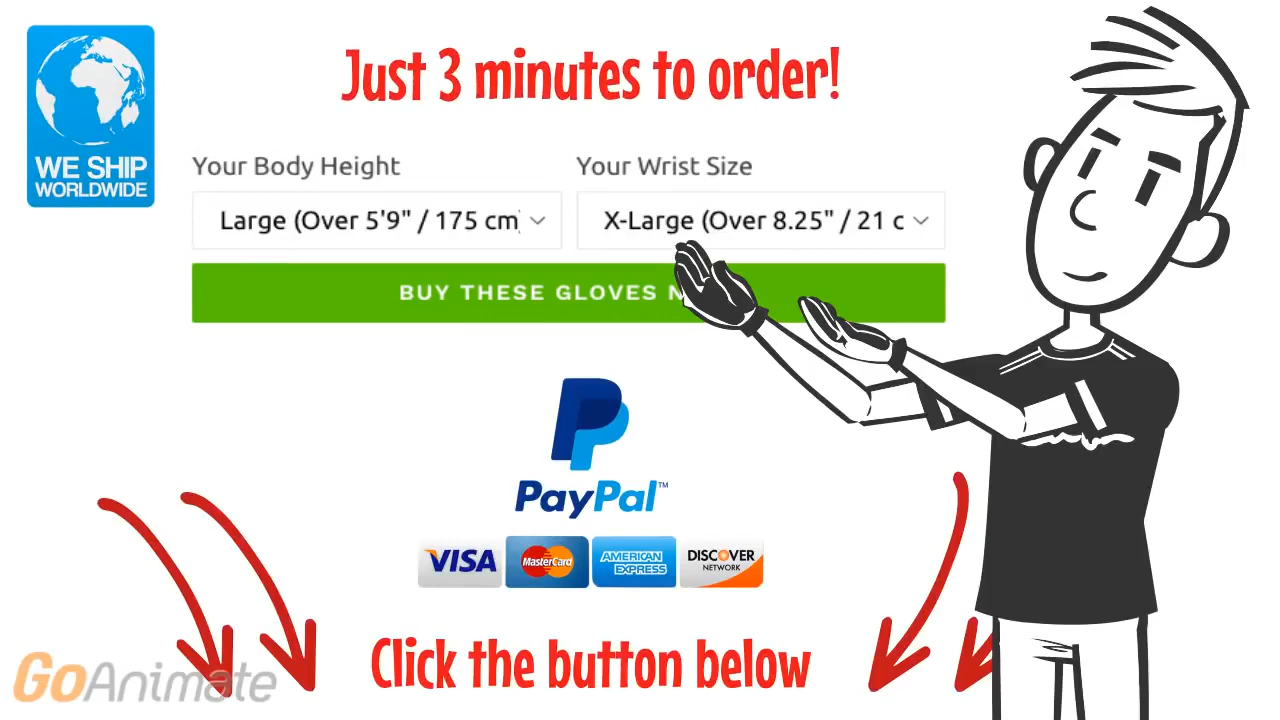 Just 3 minutes to order!
WE SHIP
WORLDWIDE
Your Body Height
Your Wrist Size
Large (Over 5'9" / 175 cm)
X-Large (Over 8.25" / 21 c
BUY THESE GLOVES N
PayPal™
VISA
MasterCard
AMERICAN
EXPRESS
DISCOVER
NETWORK
Click the button below
GoAnimate